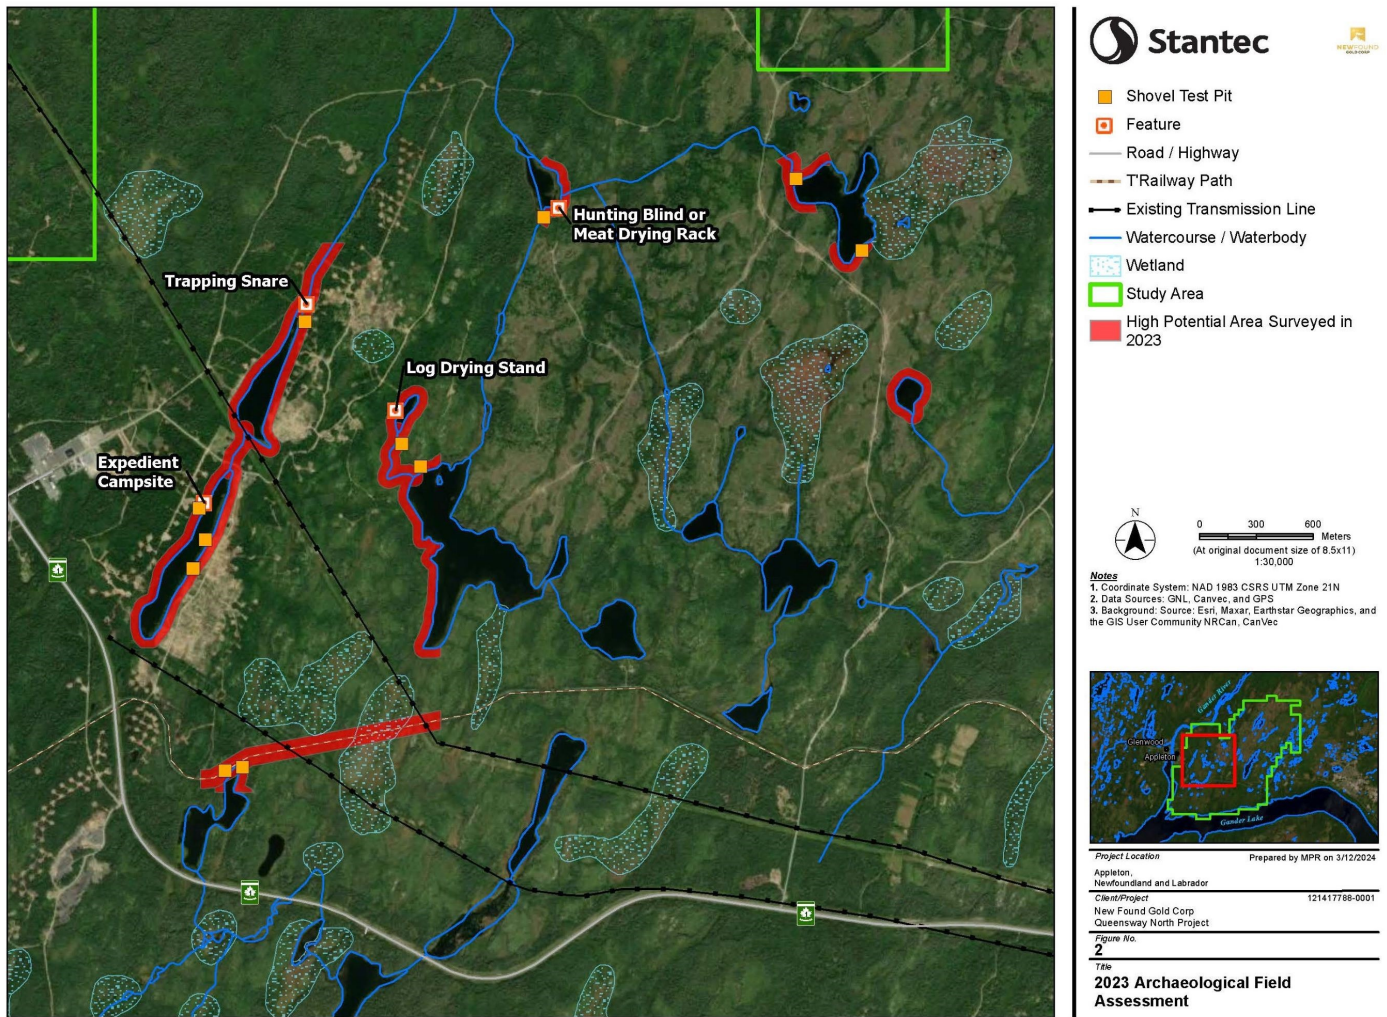 Hunting Blind or
Meat Drying Rack
Trapping Snare
Log Drying Stand
Expedient
Campsite
Stantec
NEWFOUND
GOLD CORP
Shovel Test Pit
Feature
Road / Highway
T'Railway Path
Existing Transmission Line
Watercourse / Waterbody
Wetland
Study Area
High Potential Area Surveyed in
2023
N
0 300 600
Meters
(At original document size of 8.5x11)
1:30,000
Notes
1. Coordinate System: NAD 1983 CSRS UTM Zone 21N
2. Data Sources: GNL, Canvec, and GPS
3. Background: Source: Esri, Maxar, Earthstar Geographics, and
the GIS User Community NRCan, CanVec
Gander River
Glenwood
Appleton
Gander Lake
Project Location Prepared by MPR on 3/12/2024
Appleton,
Newfoundland and Labrador
Client/Project 121417788-0001
New Found Gold Corp
Queensway North Project
Figure No.
2
Title
2023 Archaeological Field
Assessment